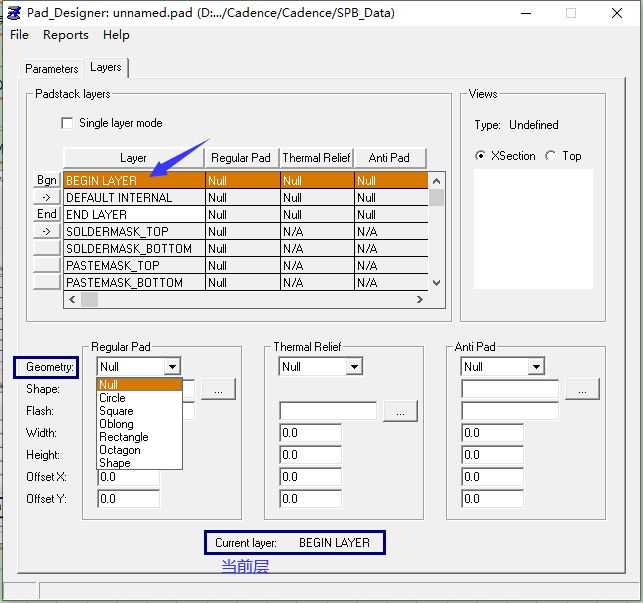 Pad_Designer: unnamed.pad (D:.../Cadence/Cadence/SPB_Data)
File Reports Help
Parameters Layers
Padstack layers
Views
Single layer mode
Type: Undefined
XSection Top
Layer Regular Pad Thermal Relief Anti Pad
Bgn BEGIN LAYER Null Null Null
-> DEFAULT INTERNAL Null Null Null
End END LAYER Null Null Null
-> SOLDERMASK_TOP Null N/A N/A
SOLDERMASK_BOTTOM Null N/A N/A
PASTEMASK_TOP Null N/A N/A
PASTEMASK_BOTTOM Null N/A N/A
Regular Pad Thermal Relief Anti Pad
Geometry: Null Null Null
Shape: Null ... ...
Circle
Flash: Square ...
Oblong
Width: Rectangle 0.0 0.0
Octagon
Height: Shape 0.0 0.0
Offset X: 0.0 0.0 0.0
Offset Y: 0.0 0.0 0.0
Current layer: BEGIN LAYER
当前层